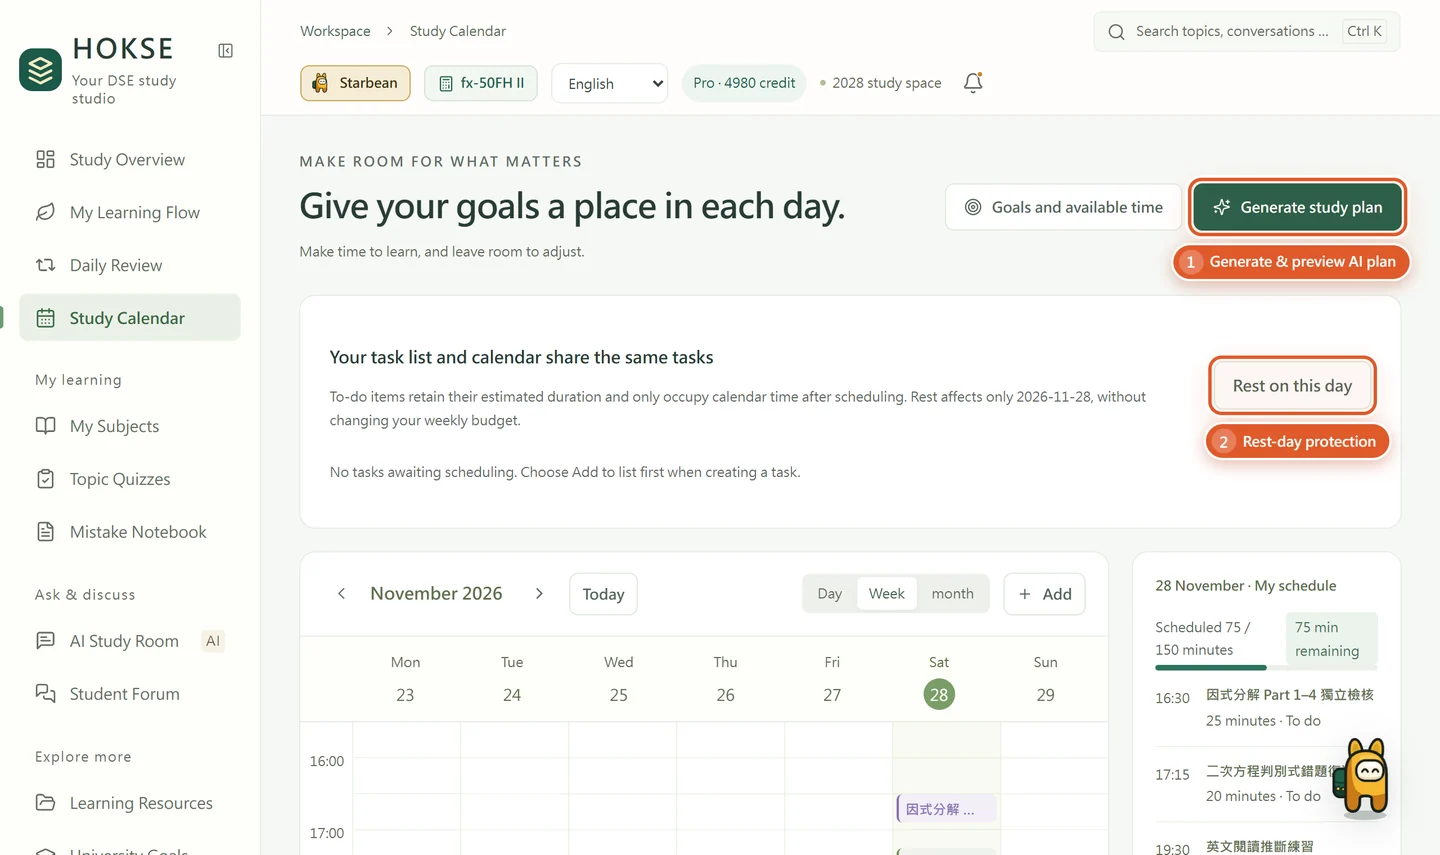 HOKSE
Your DSE study
studio
Study Overview
My Learning Flow
Daily Review
Study Calendar
My learning
My Subjects
Topic Quizzes
Mistake Notebook
Ask & discuss
AI Study Room AI
Student Forum
Explore more
Learning Resources
University Goals
Workspace > Study Calendar
Search topics, conversations ... Ctrl K
Starbean
fx-50FH II
English
Pro · 4980 credit
2028 study space
MAKE ROOM FOR WHAT MATTERS
Give your goals a place in each day.
Make time to learn, and leave room to adjust.
Goals and available time
Generate study plan
1 Generate & preview AI plan
Your task list and calendar share the same tasks
To-do items retain their estimated duration and only occupy calendar time after scheduling. Rest affects only 2026-11-28, without
changing your weekly budget.
No tasks awaiting scheduling. Choose Add to list first when creating a task.
Rest on this day
2 Rest-day protection
November 2026
Today
Day Week month
+ Add
Mon Tue Wed Thu Fri Sat Sun
23 24 25 26 27 28 29
16:00
因式分解 ...
17:00
28 November · My schedule
Scheduled 75 /
150 minutes
75 min
remaining
16:30 因式分解 Part 1–4 獨立檢核
25 minutes · To do
17:15 二次方程判別式錯題
20 minutes · To do
19:30 英文閱讀推斷練習